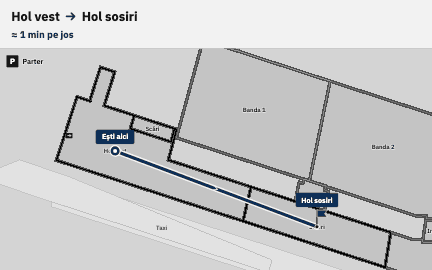 Hol vest → Hol sosiri
≈ 1 min pe jos
P Parter
Banda 1
Scări
Ești aici
Banda 2
Hol sosiri
Taxi